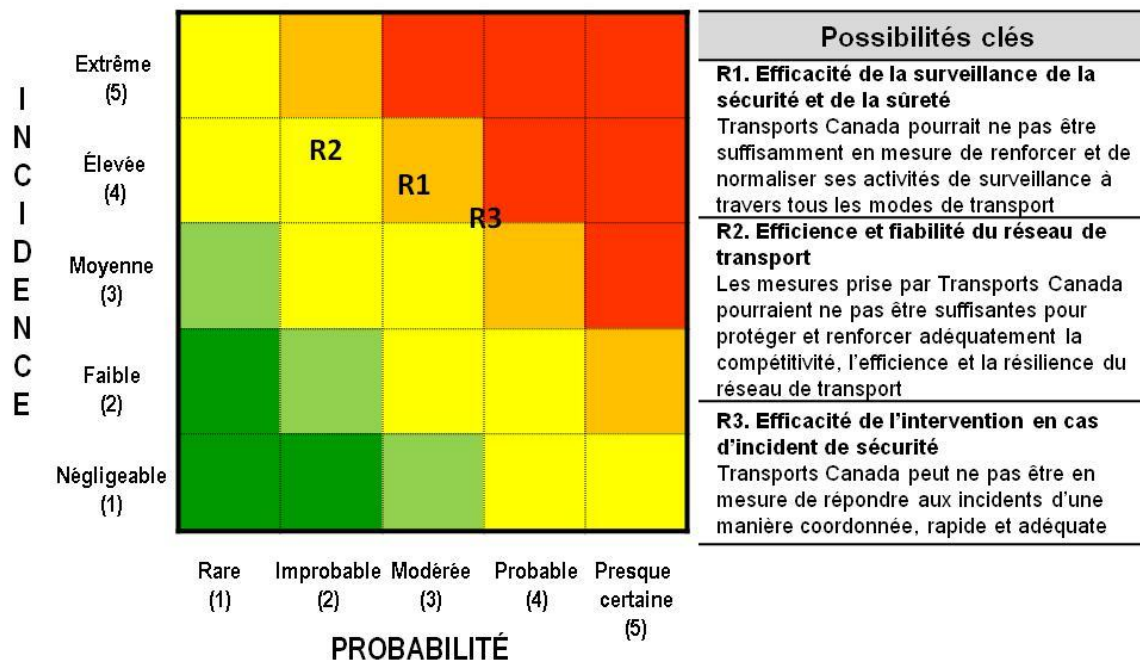 INCIDENCE
Extrême
(5)
Élevée
(4)
Moyenne
(3)
Faible
(2)
Négligeable
(1)
R2
R1
R3
Rare
(1)
Improbable
(2)
Modérée
(3)
Probable
(4)
Presque
certaine
(5)
PROBABILITÉ
Possibilités clés
R1. Efficacité de la surveillance de la
sécurité et de la sûreté
Transports Canada pourrait ne pas être
suffisamment en mesure de renforcer et de
normaliser ses activités de surveillance à
travers tous les modes de transport
R2. Efficience et fiabilité du réseau de
transport
Les mesures prise par Transports Canada
pourraient ne pas être suffisantes pour
protéger et renforcer adéquatement la
compétitivité, l'efficience et la résilience du
réseau de transport
R3. Efficacité de l'intervention en cas
d'incident de sécurité
Transports Canada peut ne pas être en
mesure de répondre aux incidents d'une
manière coordonnée, rapide et adéquate